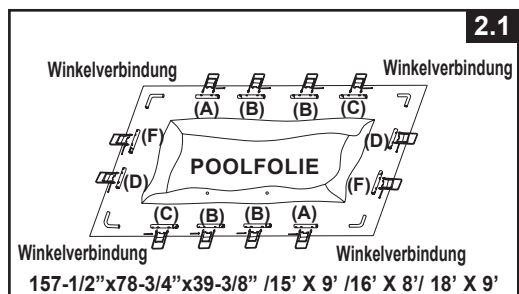 2.1
Winkelverbindung Winkelverbindung
(A) (B) (B) (C)
(F) (D)
POOLFOLIE
(D) (F)
(C) (B) (B) (A)
Winkelverbindung Winkelverbindung
157-1/2”x78-3/4”x39-3/8” /15’ X 9’ /16’ X 8’/ 18’ X 9’